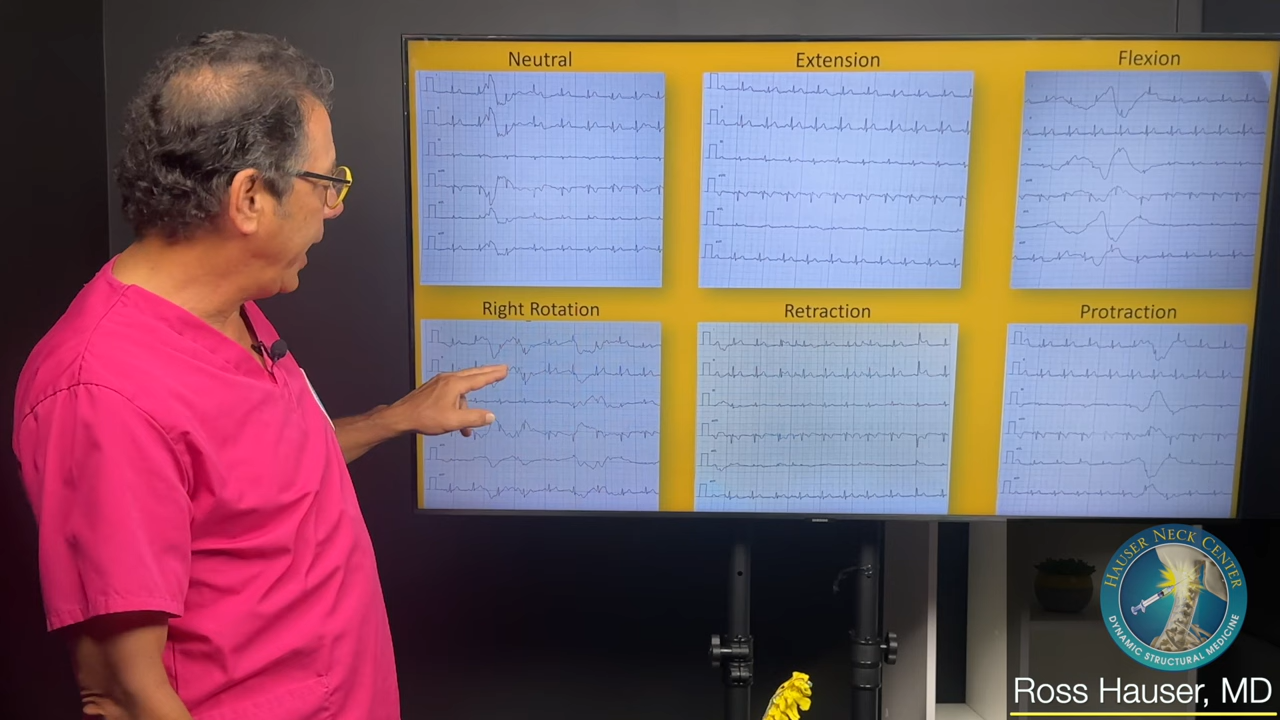 Neutral
Extension
Flexion
Right Rotation
Retraction
Protraction
HAUSER NECK CENTER
DYNAMIC STRUCTURAL MEDICINE
Ross Hauser, MD